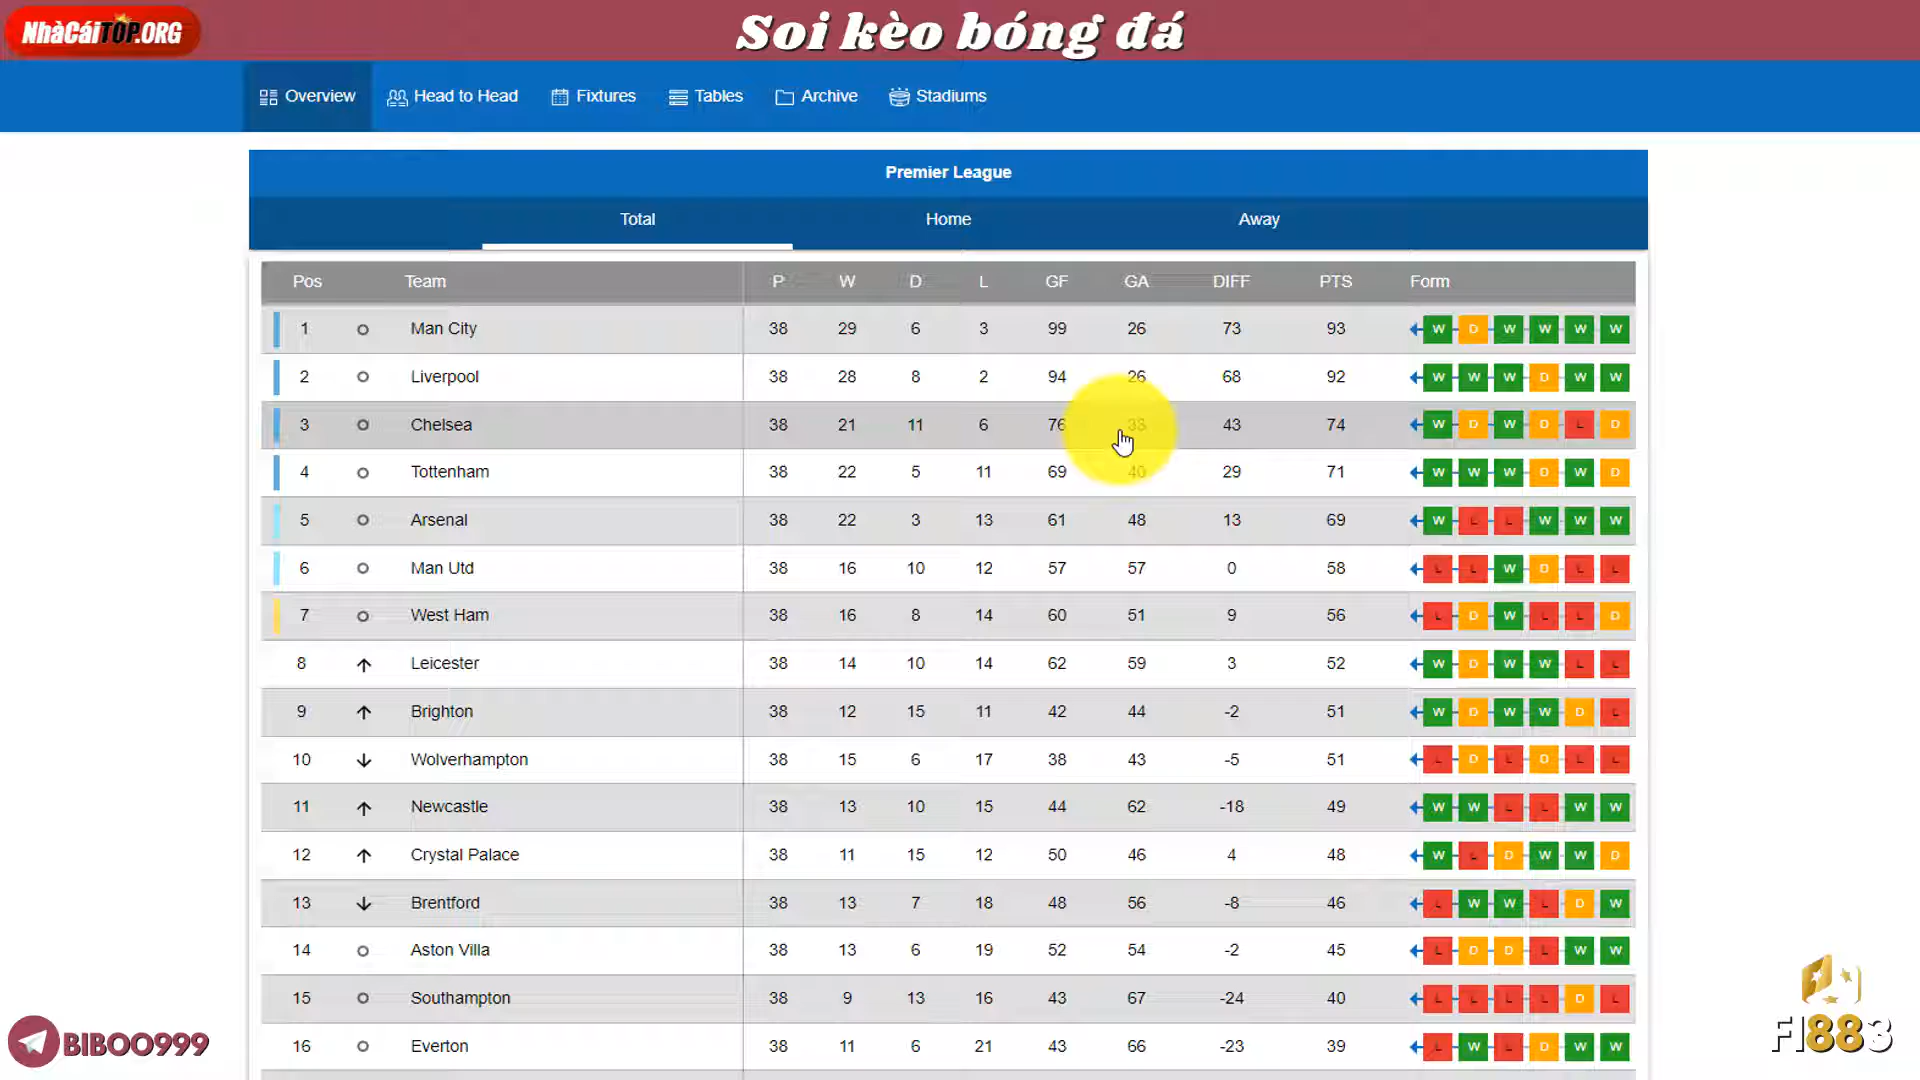 NhàCáiTOP.ORG
Soi kèo bóng đá
Overview Head to Head Fixtures Tables Archive Stadiums
Premier League
Total Home Away
Pos Team P W D L GF GA DIFF PTS Form
1 Man City 38 29 6 3 99 26 73 93 W D W W W W
2 Liverpool 38 28 8 2 94 26 68 92 W W W D W W
3 Chelsea 38 21 11 6 76 33 43 74 W D W D L D
4 Tottenham 38 22 5 11 69 40 29 71 W W W D W D
5 Arsenal 38 22 3 13 61 48 13 69 W L L W W W
6 Man Utd 38 16 10 12 57 57 0 58 L L W D L L
7 West Ham 38 16 8 14 60 51 9 56 L D W L L D
8 Leicester 38 14 10 14 62 59 3 52 W D W W L L
9 Brighton 38 12 15 11 42 44 -2 51 W D W W D L
10 Wolverhampton 38 15 6 17 38 43 -5 51 L D L D L L
11 Newcastle 38 13 10 15 44 62 -18 49 W W L L W W
12 Crystal Palace 38 11 15 12 50 46 4 48 W L D W W D
13 Brentford 38 13 7 18 48 56 -8 46 L W W L D W
14 Aston Villa 38 13 6 19 52 54 -2 45 L D D L W W
15 Southampton 38 9 13 16 43 67 -24 40 L L L L D L
16 Everton 38 11 6 21 43 66 -23 39 L W L D W W
BIBOO999
FI883